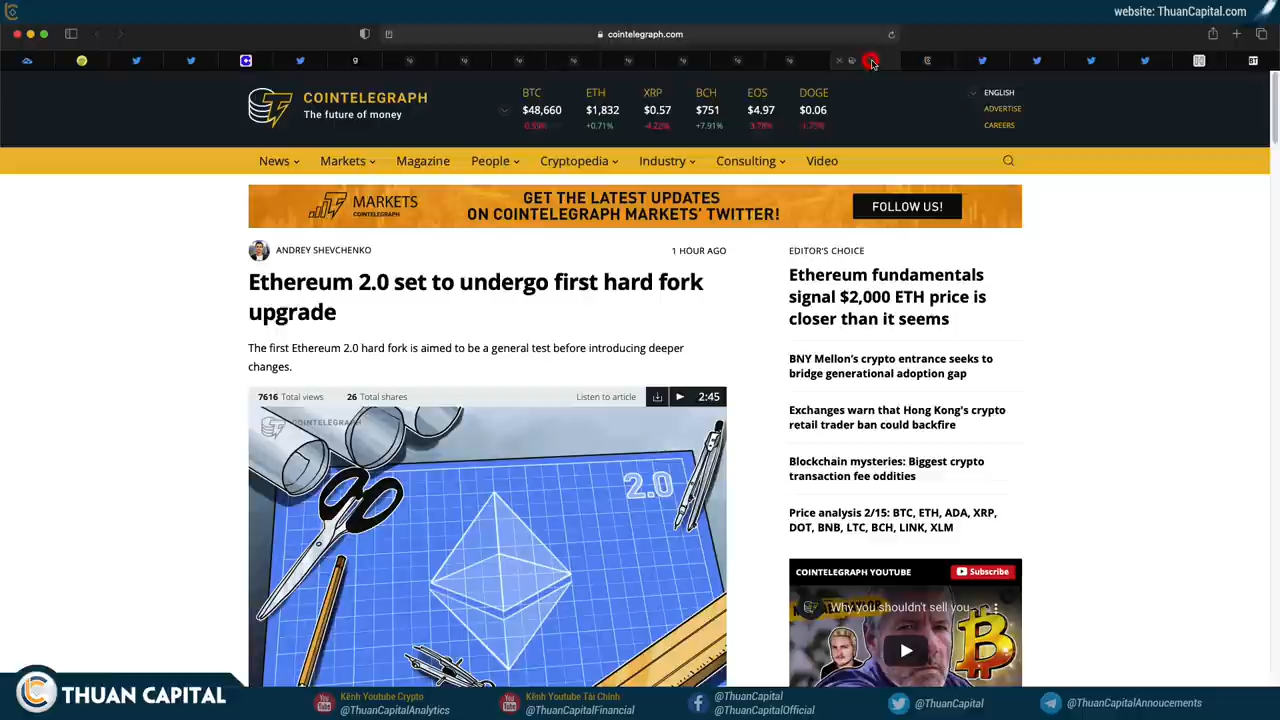 website: ThuanCapital.com
cointelegraph.com
COINTELEGRAPH
The future of money
BTC
$48,660
-0.59%
ETH
$1,832
+0.71%
XRP
$0.57
-4.22%
BCH
$751
+7.91%
EOS
$4.97
3.78%
DOGE
$0.06
-1.75%
ENGLISH
ADVERTISE
CAREERS
News
Markets
Magazine
People
Cryptopedia
Industry
Consulting
Video
MARKETS
COINTELEGRAPH
GET THE LATEST UPDATES
ON COINTELEGRAPH MARKETS' TWITTER!
FOLLOW US!
ANDREY SHEVCHENKO
1 HOUR AGO
Ethereum 2.0 set to undergo first hard fork
upgrade
The first Ethereum 2.0 hard fork is aimed to be a general test before introducing deeper
changes.
7616 Total views
26 Total shares
Listen to article
2:45
COINTELEGRAPH
2.0
EDITOR'S CHOICE
Ethereum fundamentals
signal $2,000 ETH price is
closer than it seems
BNY Mellon's crypto entrance seeks to
bridge generational adoption gap
Exchanges warn that Hong Kong's crypto
retail trader ban could backfire
Blockchain mysteries: Biggest crypto
transaction fee oddities
Price analysis 2/15: BTC, ETH, ADA, XRP,
DOT, BNB, LTC, BCH, LINK, XLM
COINTELEGRAPH YOUTUBE
Subscribe
Why you shouldn't sell you
THUAN CAPITAL
Kênh Youtube Crypto
@ThuanCapitalAnalytics
Kênh Youtube Tài Chính
@ThuanCapitalFinancial
@ThuanCapital
@ThuanCapitalOfficial
@ThuanCapital
@ThuanCapitalAnnoucements